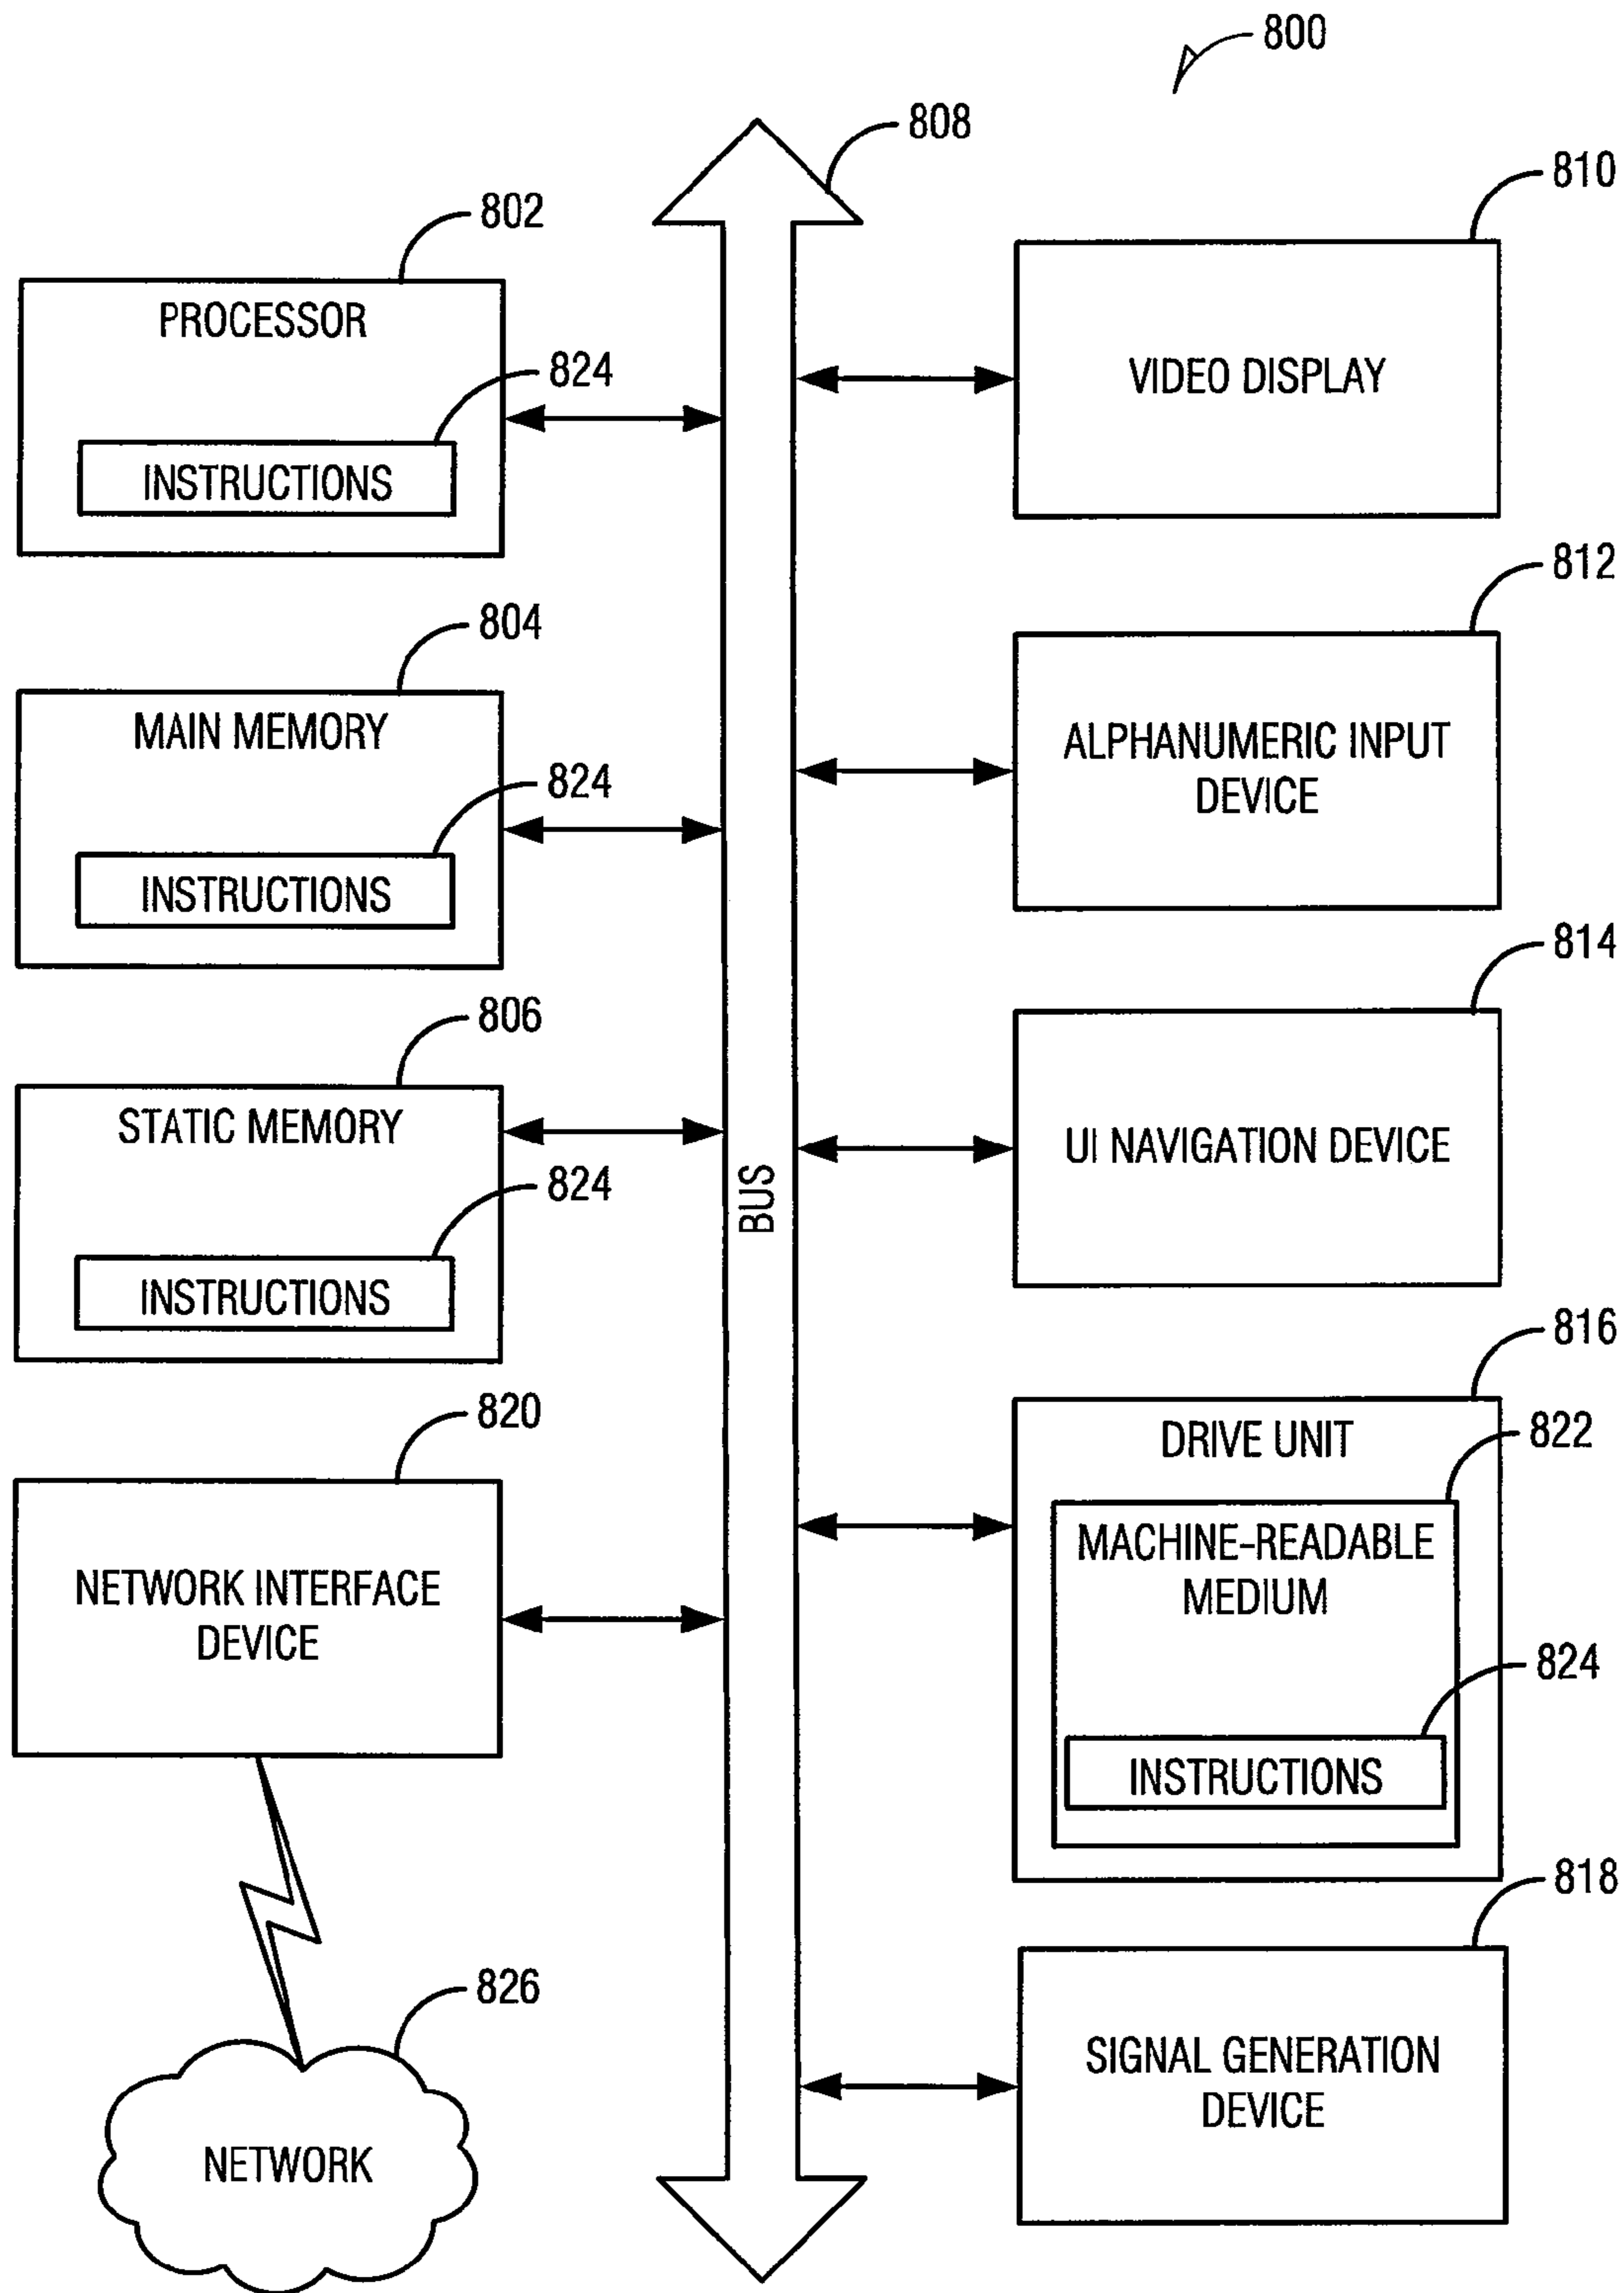 800
808
802
PROCESSOR
824
INSTRUCTIONS
804
MAIN MEMORY
824
INSTRUCTIONS
806
STATIC MEMORY
824
INSTRUCTIONS
820
NETWORK INTERFACE
DEVICE
826
NETWORK
BUS
810
VIDEO DISPLAY
812
ALPHANUMERIC INPUT
DEVICE
814
UI NAVIGATION DEVICE
816
DRIVE UNIT
822
MACHINE-READABLE
MEDIUM
824
INSTRUCTIONS
818
SIGNAL GENERATION
DEVICE